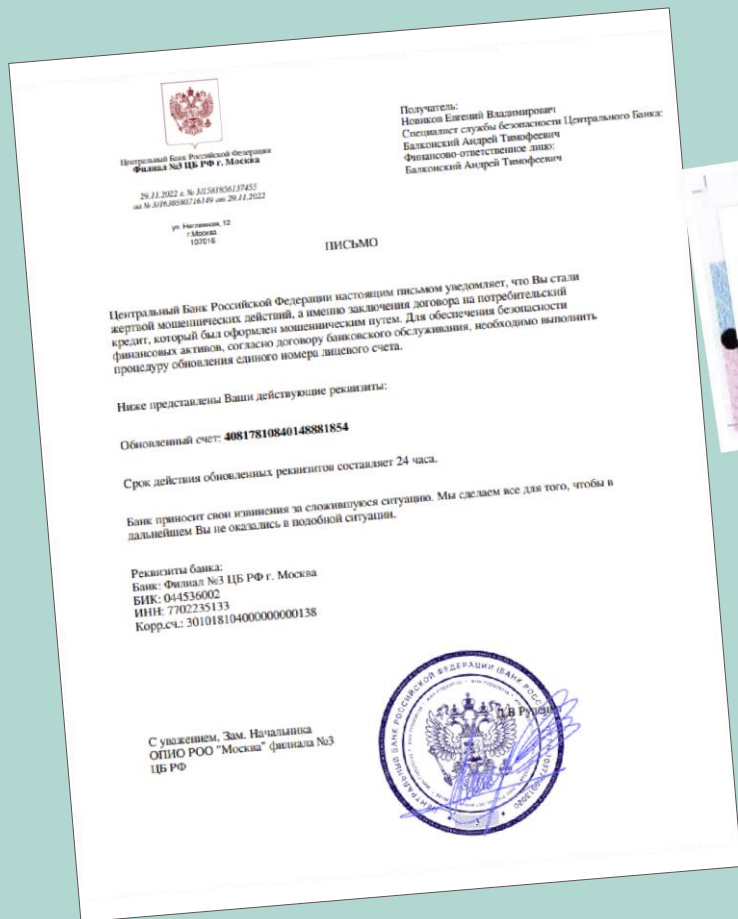 Центральный Банк Российской Федерации
Филиал №3 ЦБ РФ г. Москва
29.11.2022 г. № 3Л581856137455
на № 3/1630580716149 от 29.11.2022
ул. Неглинная, 12
г.Москва
107016
Получатель:
Новиков Евгений Владимирович
Специалист службы безопасности Центрального Банка:
Балконский Андрей Тимофеевич
Финансово-ответственное лицо:
Балконский Андрей Тимофеевич
ПИСЬМО
Центральный Банк Российской Федерации настоящим письмом уведомляет, что Вы стали
жертвой мошеннических действий, а именно заключения договора на потребительский
кредит, который был оформлен мошенническим путем. Для обеспечения безопасности
финансовых активов, согласно договору банковского обслуживания, необходимо выполнить
процедуру обновления единого номера лицевого счета.
Ниже представлены Ваши действующие реквизиты:
Обновленный счет: 40817810840148881854
Срок действия обновленных реквизитов составляет 24 часа.
Банк приносит свои извинения за сложившуюся ситуацию. Мы сделаем все для того, чтобы в
дальнейшем Вы не оказались в подобной ситуации.
Реквизиты банка:
Банк: Филиал №3 ЦБ РФ г. Москва
БИК: 044536002
ИНН: 7702235133
Корр.сч.: 30101810400000000138
С уважением, Зам. Начальника
ОПИО РОО "Москва" филиала №3
ЦБ РФ
ЦЕНТРАЛЬНЫЙ БАНК РОССИЙСКОЙ ФЕДЕРАЦИИ (БАНК